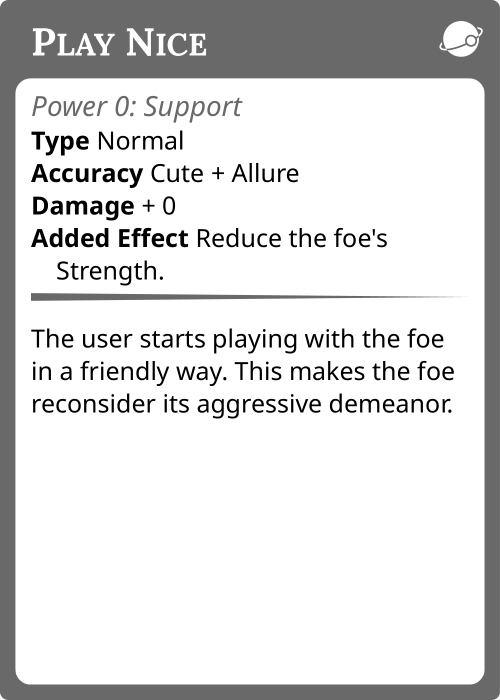 Play Nice
Power 0: Support
Type Normal
Accuracy Cute + Allure
Damage + 0
Added Effect Reduce the foe's
Strength.
The user starts playing with the foe
in a friendly way. This makes the foe
reconsider its aggressive demeanor.